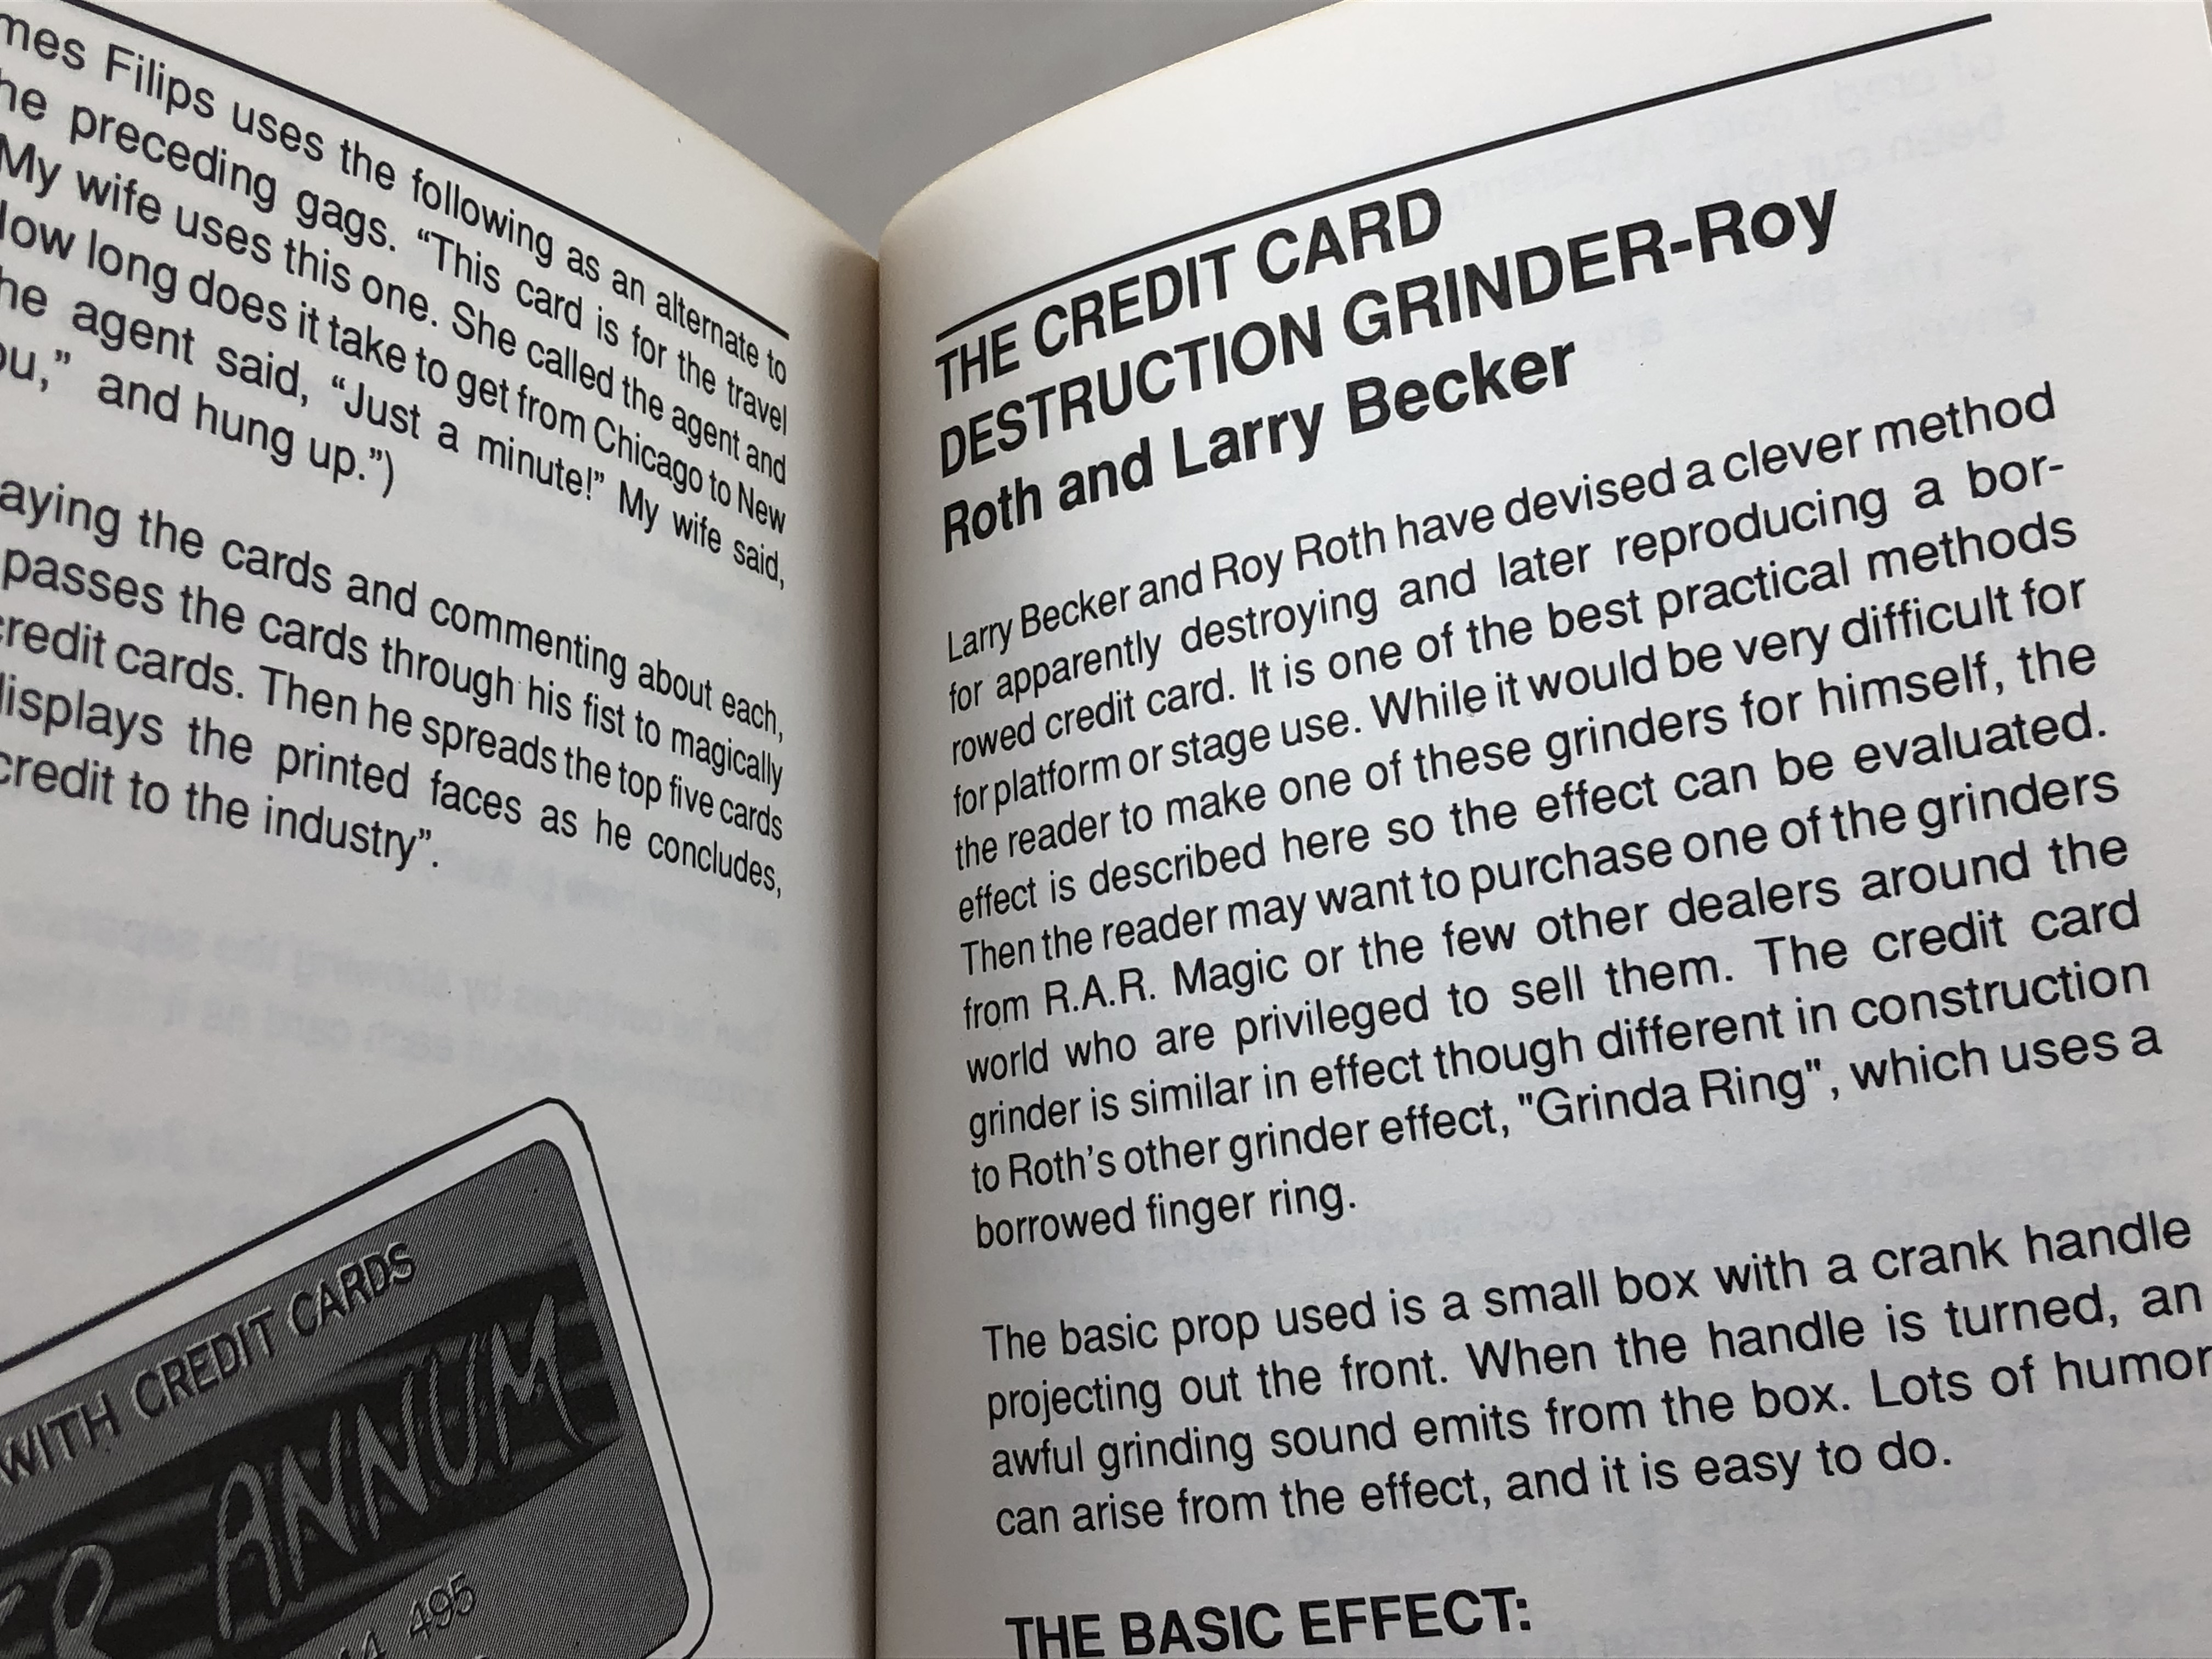 Filips uses the following as an alternate to
preceding gags. “This card is for the travel
My wife uses this one. She called the agent and
long does it take to get from Chicago to New
agent said, “Just a minute!” My wife said,
and hung up.”)
the cards and commenting about each,
passes the cards through his fist to magically
credit cards. Then he spreads the top five cards
displays the printed faces as he concludes,
credit to the industry”.
WITH CREDIT CARDS
ANNUM
495
THE CREDIT CARD
DESTRUCTION GRINDER-Roy
Roth and Larry Becker
Larry Becker and Roy Roth have devised a clever method
for apparently destroying and later reproducing a bor-
rowed credit card. It is one of the best practical methods
for platform or stage use. While it would be very difficult for
the reader to make one of these grinders for himself, the
effect is described here so the effect can be evaluated.
Then the reader may want to purchase one of the grinders
from R.A.R. Magic or the few other dealers around the
world who are privileged to sell them. The credit card
grinder is similar in effect though different in construction
to Roth’s other grinder effect, "Grinda Ring", which uses a
borrowed finger ring.
The basic prop used is a small box with a crank handle
projecting out the front. When the handle is turned, an
awful grinding sound emits from the box. Lots of humor
can arise from the effect, and it is easy to do.
THE BASIC EFFECT: